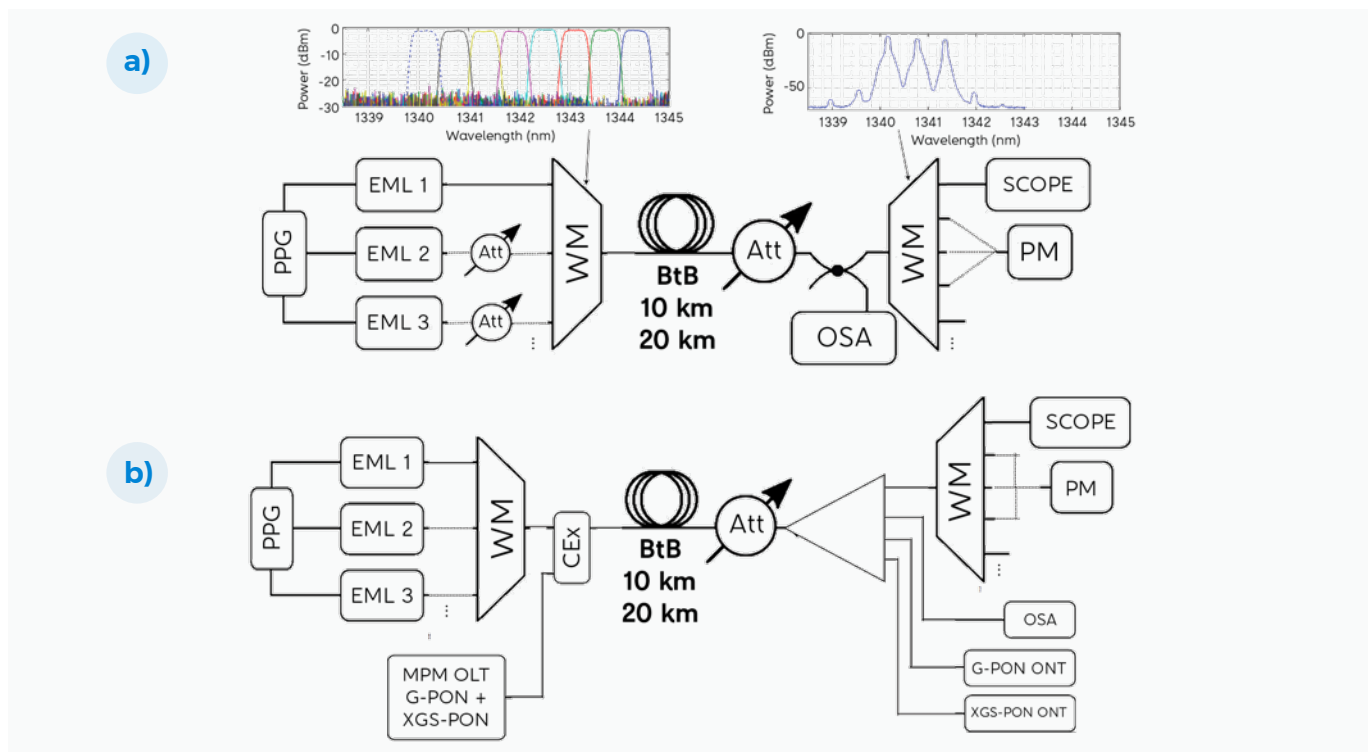 a)
Power (dBm)
0
-10
-20
-30
1339 1340 1341 1342 1343 1344 1345
Wavelength (nm)
Power (dBm)
0
-50
1339 1340 1341 1342 1343 1344 1345
Wavelength (nm)
PPG
EML 1
EML 2
EML 3
Att
Att
...
WM
BtB
10 km
20 km
Att
OSA
WM
SCOPE
PM
...
b)
PPG
EML 1
EML 2
EML 3
...
WM
CEx
MPM OLT
G-PON +
XGS-PON
BtB
10 km
20 km
Att
WM
SCOPE
PM
...
OSA
G-PON ONT
XGS-PON ONT